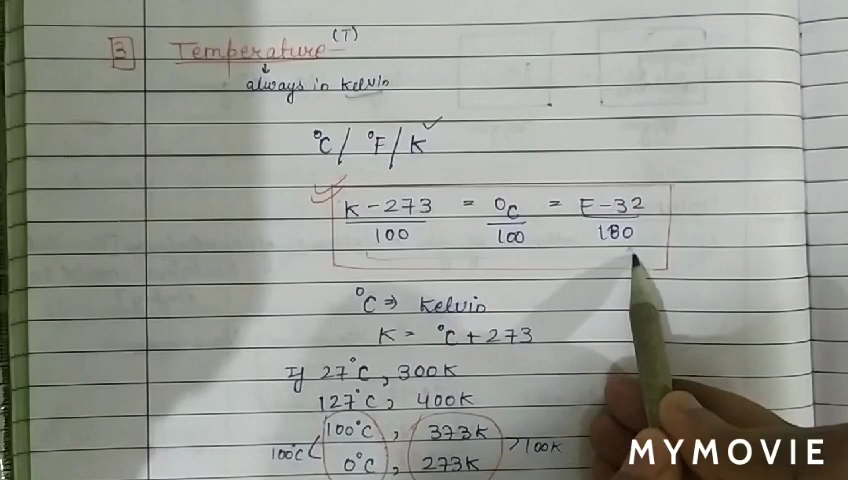 3 Temperature - (T)
always in Kelvin
°C / °F / K
K - 273 = °C = F - 32
100 100 180
°C ⇒ Kelvin
K = °C + 273
If 27°C, 300K
127°C, 400K
100°C, 373K
100°C 100K
0°C, 273K
MYMOVIE